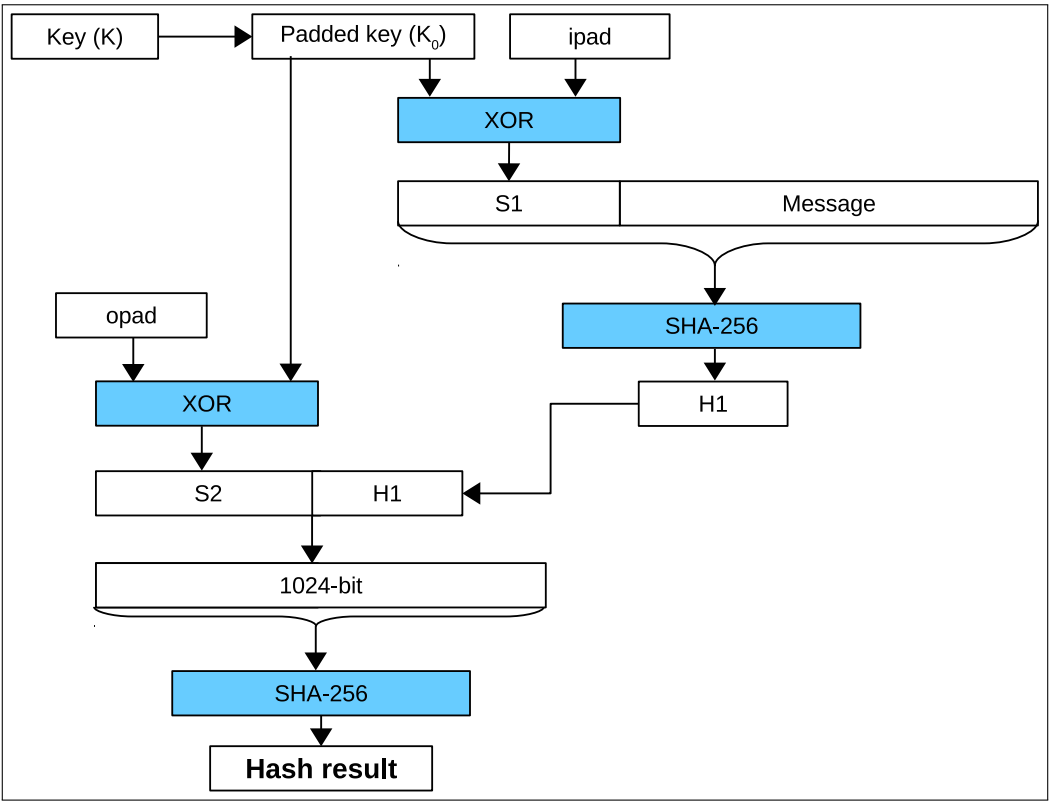 Key (K)
Padded key (K₀)
ipad
XOR
S1
Message
opad
SHA-256
XOR
H1
S2
H1
1024-bit
SHA-256
Hash result